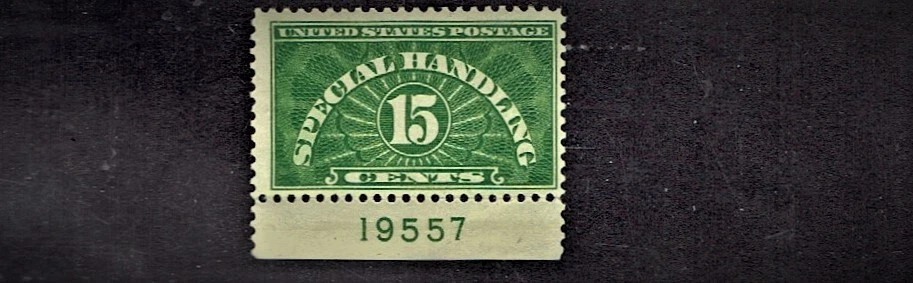 UNITED STATES POSTAGE
SPECIAL HANDLING
15
CENTS
19557